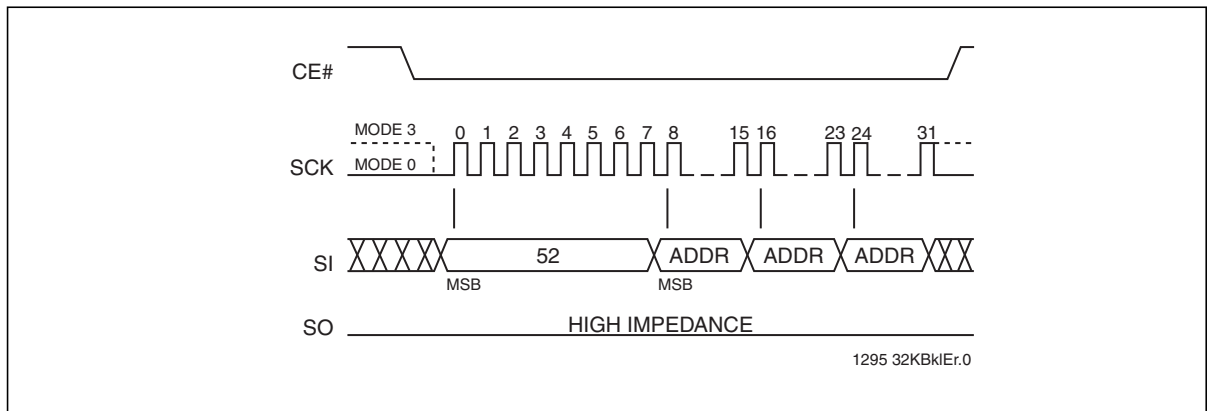 CE#
MODE 3
0 1 2 3 4 5 6 7 8 15 16 23 24 31
SCK MODE 0
SI 52 ADDR ADDR ADDR
MSB MSB
SO HIGH IMPEDANCE
1295 32KBklEr.0